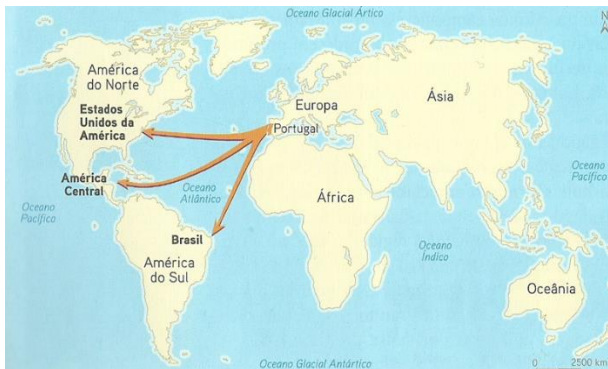 Oceano Glacial Ártico
N
América
do Norte
Estados
Unidos da
América
Europa
Ásia
Portugal
América
Central
Oceano
Atlântico
Oceano
Pacífico
África
Oceano
Pacífico
Brasil
América
do Sul
Oceano
Índico
Oceânia
Oceano Glacial Antártico
0 2500 km